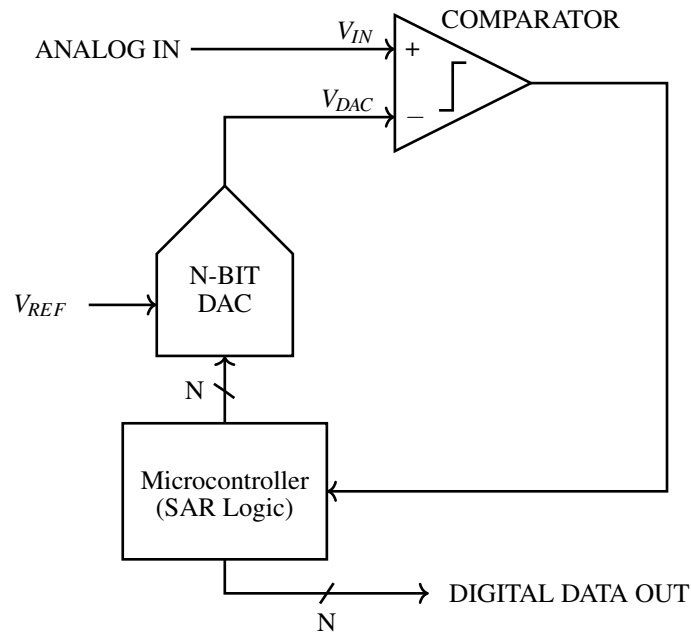 COMPARATOR
ANALOG IN
V_IN
+
V_DAC
−
N-BIT
DAC
V_REF
N
Microcontroller
(SAR Logic)
DIGITAL DATA OUT
N